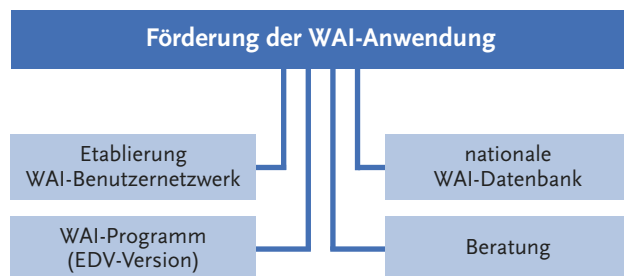 Förderung der WAI-Anwendung
Etablierung
WAI-Benutzernetzwerk
nationale
WAI-Datenbank
WAI-Programm
(EDV-Version)
Beratung